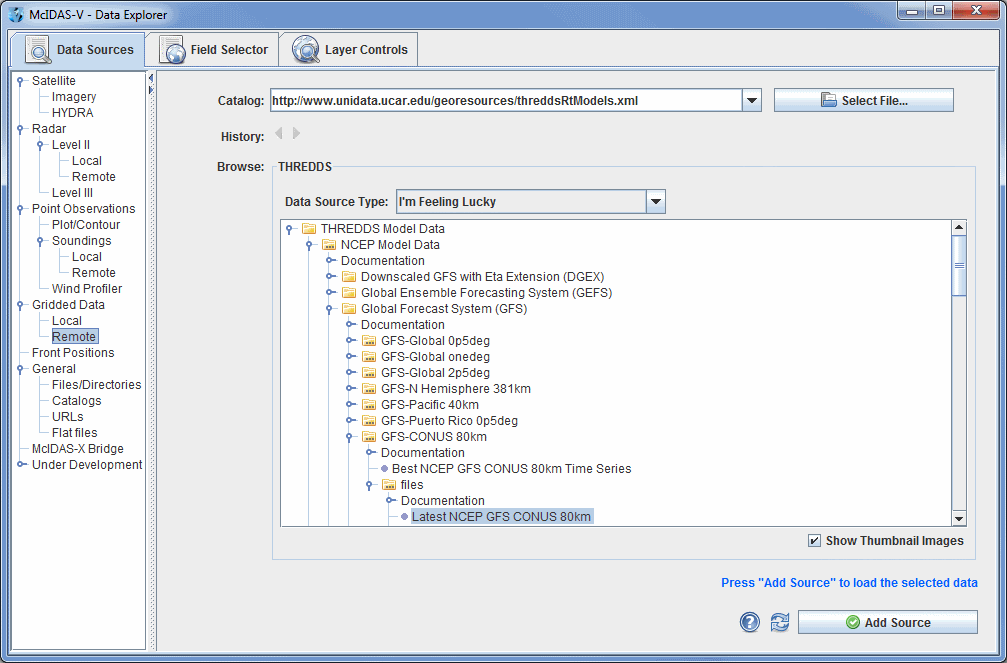 McIDAS-V - Data Explorer
Data Sources
Field Selector
Layer Controls
Satellite
Imagery
HYDRA
Radar
Level II
Local
Remote
Level III
Point Observations
Plot/Contour
Soundings
Local
Remote
Wind Profiler
Gridded Data
Local
Remote
Front Positions
General
Files/Directories
Catalogs
URLs
Flat files
McIDAS-X Bridge
Under Development
Catalog: http://www.unidata.ucar.edu/georesources/threddsRtModels.xml
Select File...
History:
Browse: THREDDS
Data Source Type: I'm Feeling Lucky
THREDDS Model Data
NCEP Model Data
Documentation
Downscaled GFS with Eta Extension (DGEX)
Global Ensemble Forecasting System (GEFS)
Global Forecast System (GFS)
Documentation
GFS-Global 0p5deg
GFS-Global onedeg
GFS-Global 2p5deg
GFS-N Hemisphere 381km
GFS-Pacific 40km
GFS-Puerto Rico 0p5deg
GFS-CONUS 80km
Documentation
Best NCEP GFS CONUS 80km Time Series
files
Documentation
Latest NCEP GFS CONUS 80km
Show Thumbnail Images
Press "Add Source" to load the selected data
? Add Source